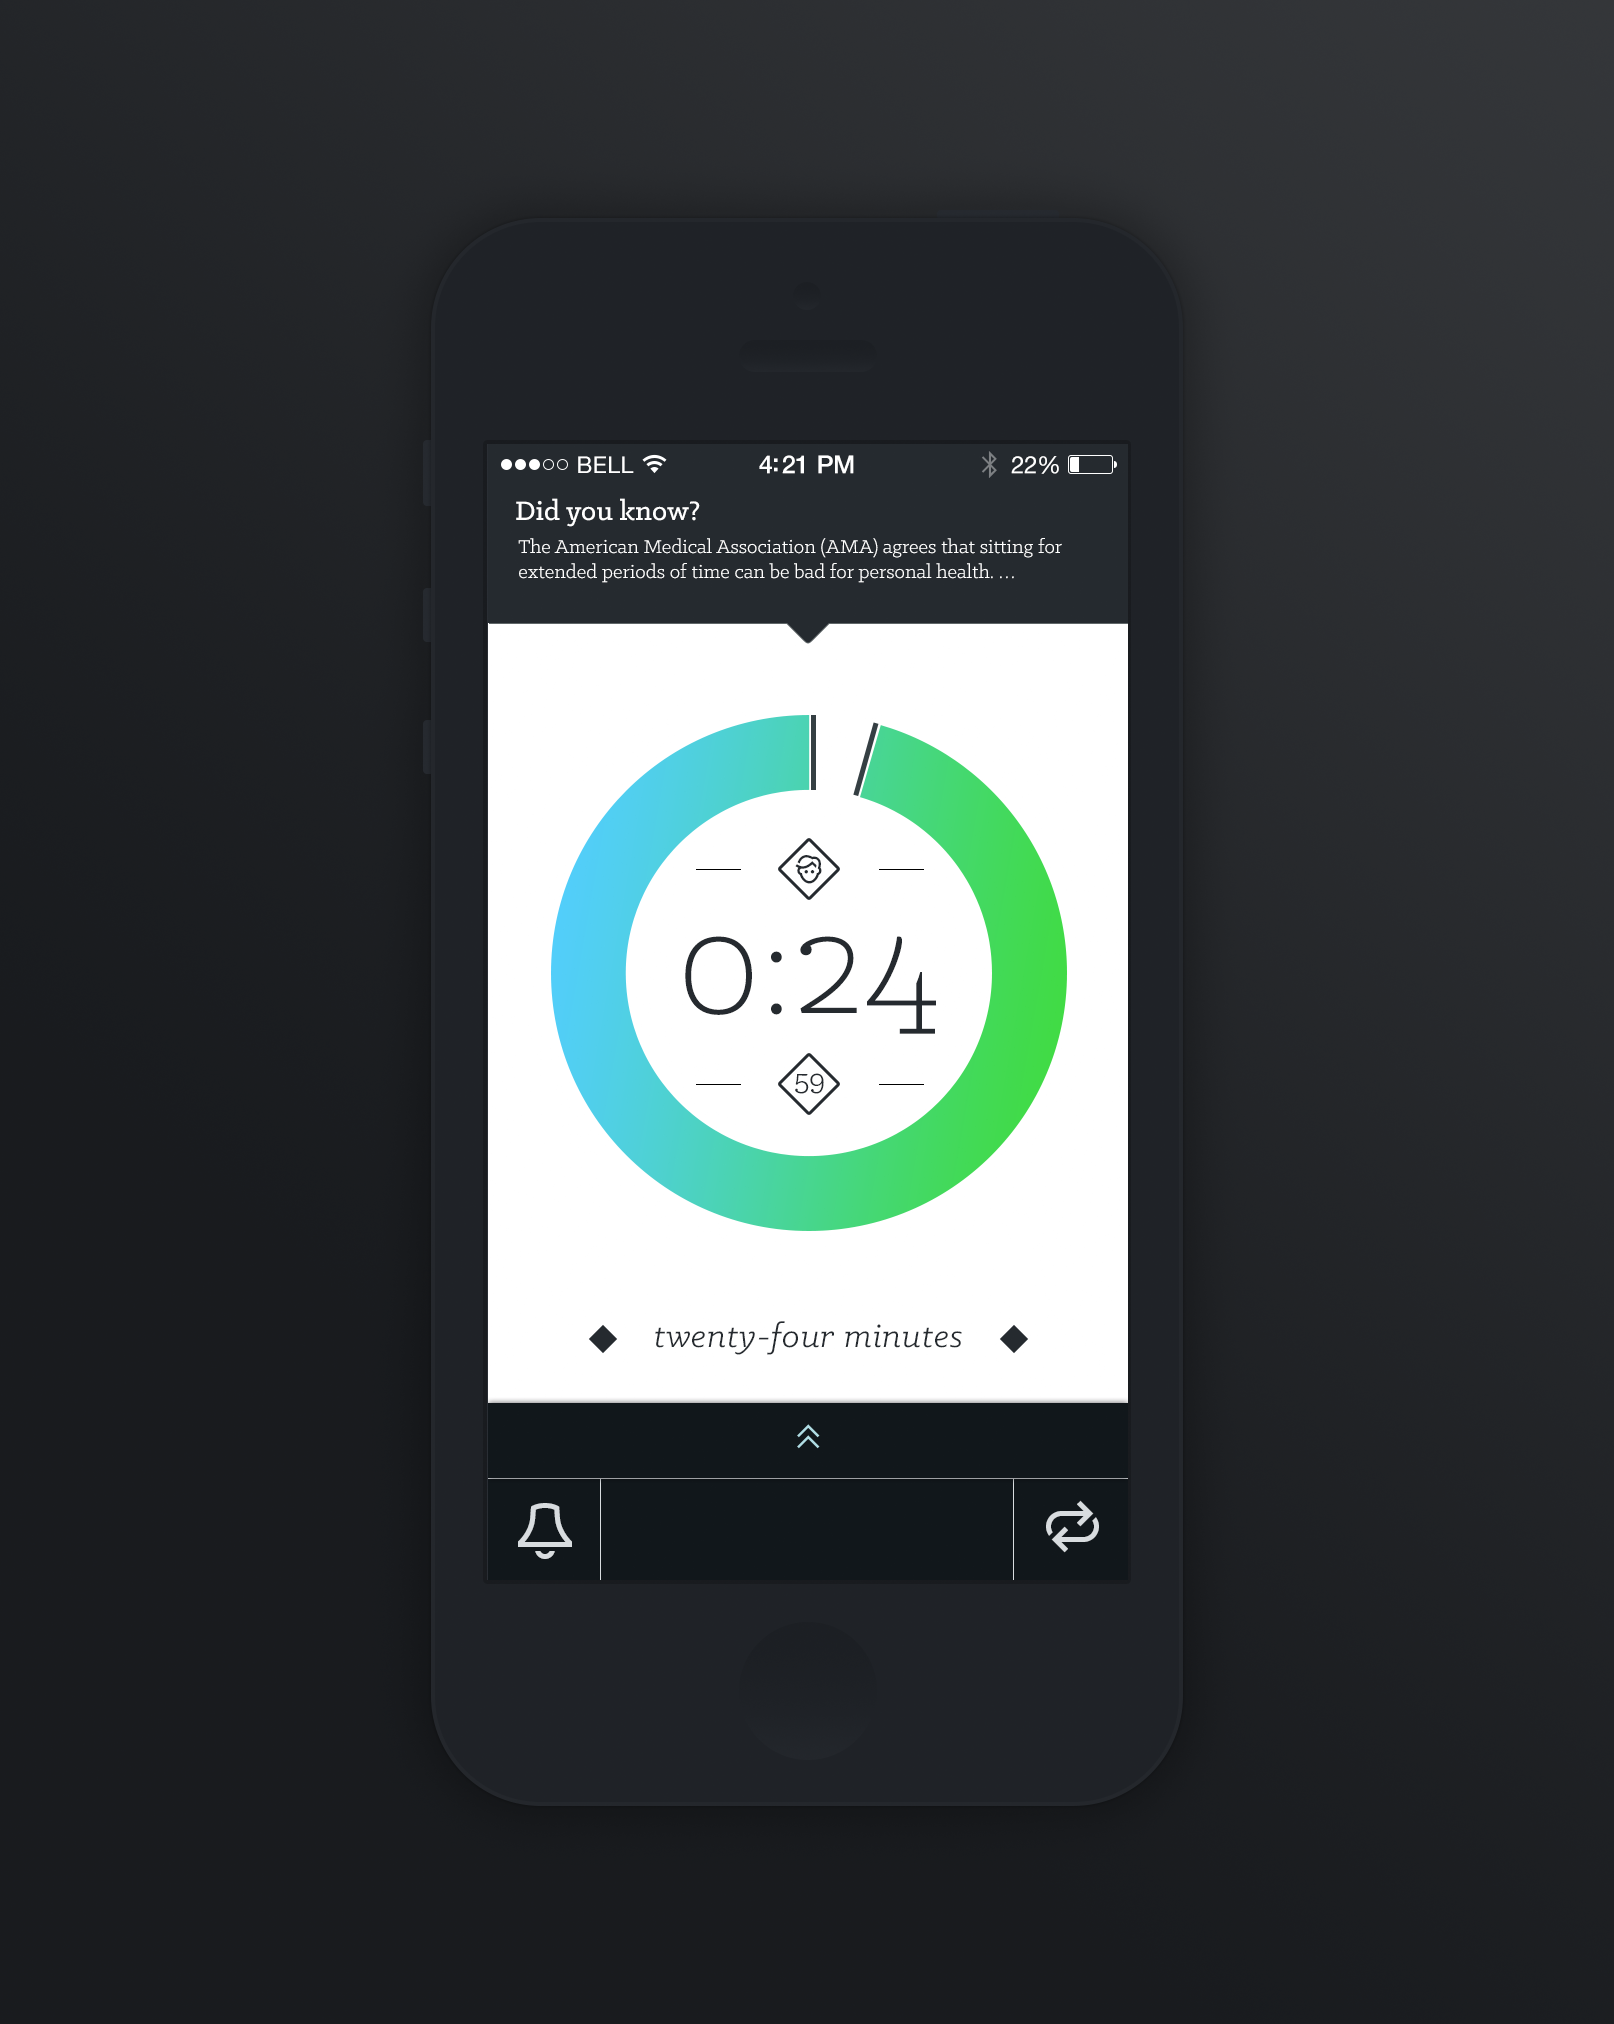 BELL 4:21 PM 22%
Did you know?
The American Medical Association (AMA) agrees that sitting for
extended periods of time can be bad for personal health. ...
0:24
59
twenty-four minutes